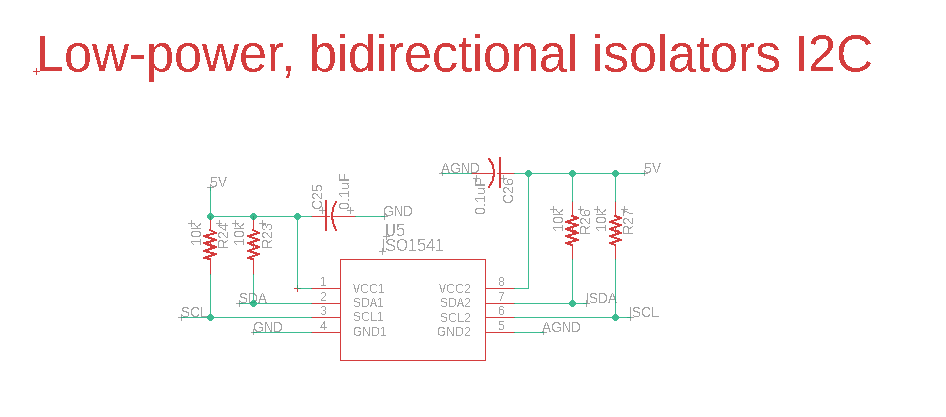 Low-power, bidirectional isolators I2C
AGND
0.1uF
C26
5V
5V
C25
0.1uF
GND
10k
R24
10k
R23
U5
ISO1541
10k
R26
10k
R27
1
VCC1
VCC2
8
SDA
2
SDA1
SDA2
7
ISDA
SCL
3
SCL1
SCL2
6
ISCL
GND
4
GND1
GND2
5
AGND